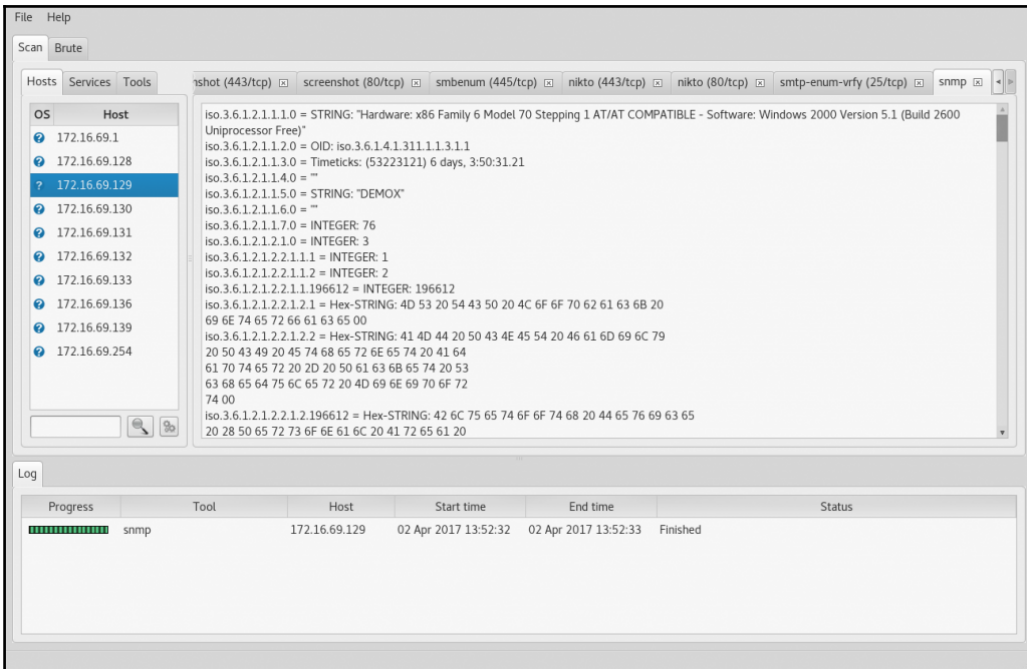 File Help
Scan Brute
Hosts Services Tools
nshot (443/tcp) screenshot (80/tcp) smbenum (445/tcp) nikto (443/tcp) nikto (80/tcp) smtp-enum-vrfy (25/tcp) snmp
OS Host
172.16.69.1
172.16.69.128
172.16.69.129
172.16.69.130
172.16.69.131
172.16.69.132
172.16.69.133
172.16.69.136
172.16.69.139
172.16.69.254
iso.3.6.1.2.1.1.1.0 = STRING: "Hardware: x86 Family 6 Model 70 Stepping 1 AT/AT COMPATIBLE - Software: Windows 2000 Version 5.1 (Build 2600
Uniprocessor Free)"
iso.3.6.1.2.1.1.2.0 = OID: iso.3.6.1.4.1.311.1.1.3.1.1
iso.3.6.1.2.1.1.3.0 = Timeticks: (53223121) 6 days, 3:50:31.21
iso.3.6.1.2.1.1.4.0 = ""
iso.3.6.1.2.1.1.5.0 = STRING: "DEMOX"
iso.3.6.1.2.1.1.6.0 = ""
iso.3.6.1.2.1.1.7.0 = INTEGER: 76
iso.3.6.1.2.1.2.1.0 = INTEGER: 3
iso.3.6.1.2.1.2.2.1.1.1 = INTEGER: 1
iso.3.6.1.2.1.2.2.1.1.2 = INTEGER: 2
iso.3.6.1.2.1.2.2.1.1.196612 = INTEGER: 196612
iso.3.6.1.2.1.2.2.1.2.1 = Hex-STRING: 4D 53 20 54 43 50 20 4C 6F 6F 70 62 61 63 6B 20
69 6E 74 65 72 66 61 63 65 00
iso.3.6.1.2.1.2.2.1.2.2 = Hex-STRING: 41 4D 44 20 50 43 4E 45 54 20 46 61 6D 69 6C 79
20 50 43 49 20 45 74 68 65 72 6E 65 74 20 41 64
61 70 74 65 72 20 2D 20 50 61 63 6B 65 74 20 53
63 68 65 64 75 6C 65 72 20 4D 69 6E 69 70 6F 72
74 00
iso.3.6.1.2.1.2.2.1.2.196612 = Hex-STRING: 42 6C 75 65 74 6F 6F 74 68 20 44 65 76 69 63 65
20 28 50 65 72 73 6F 6E 61 6C 20 41 72 65 61 20
Log
Progress Tool Host Start time End time Status
snmp 172.16.69.129 02 Apr 2017 13:52:32 02 Apr 2017 13:52:33 Finished